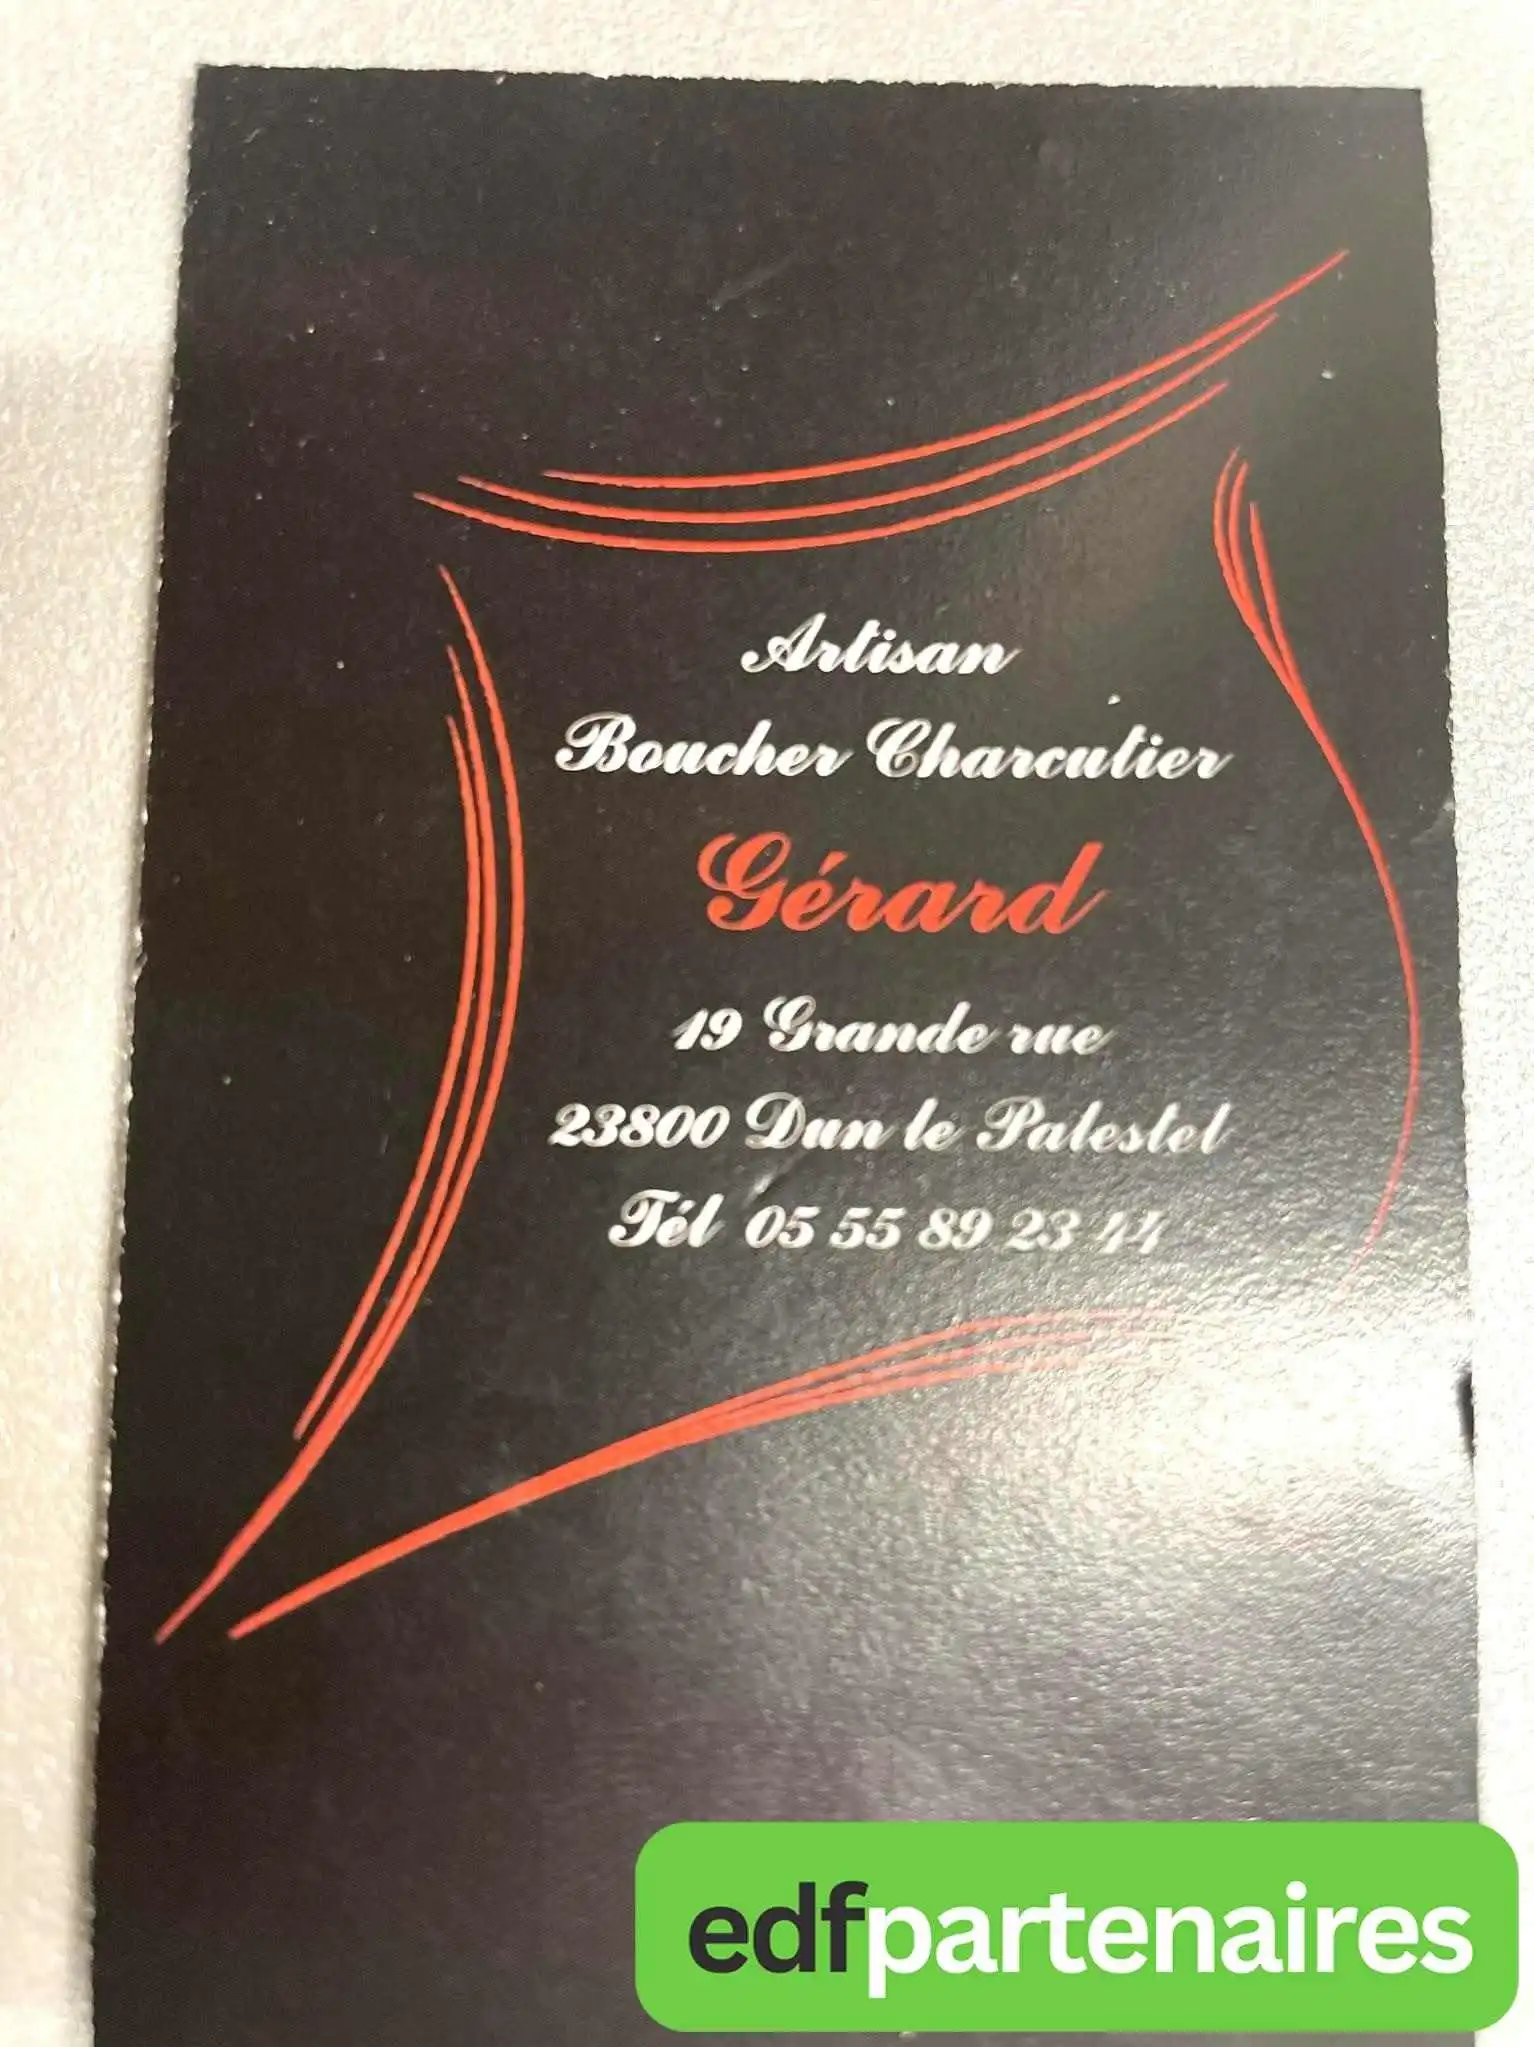 Artisan
Boucher Charcutier
Gérard
19 Grande rue
23800 Dun le Palestel
Tél 05 55 89 23 44
edfpartenaires